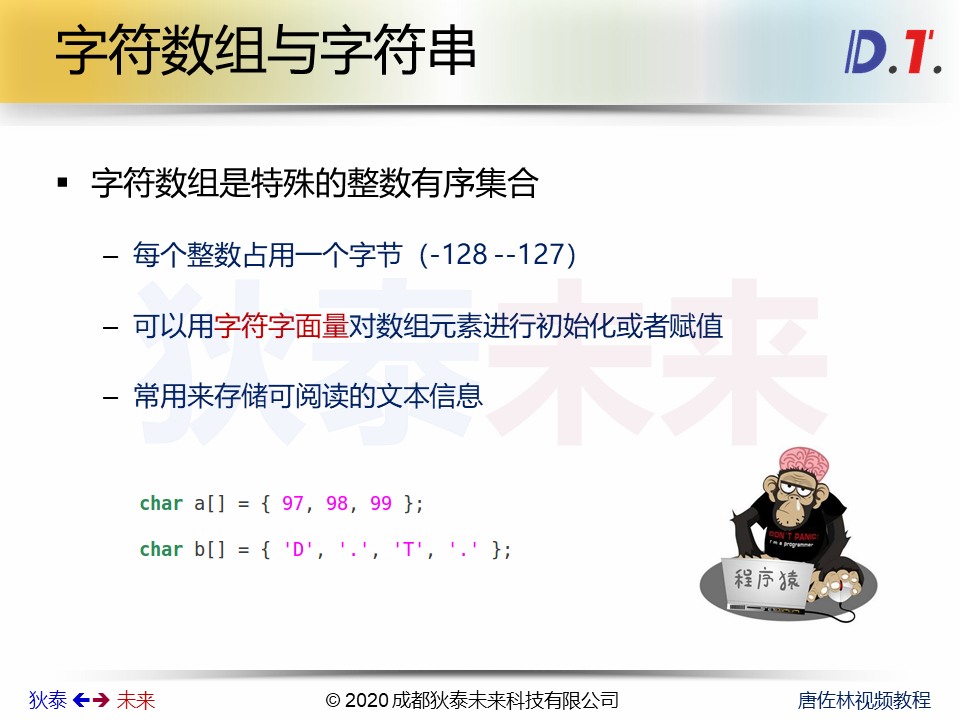 字符数组与字符串
D.T.
▪ 字符数组是特殊的整数有序集合
– 每个整数占用一个字节（-128 --127）
– 可以用字符字面量对数组元素进行初始化或者赋值
– 常用来存储可阅读的文本信息
狄泰未来
char a[] = { 97, 98, 99 };
char b[] = { 'D', '.', 'T', '.' };
DON'T PANIC!
I'm a programmer
程序猿
狄泰 未来
© 2020 成都狄泰未来科技有限公司
唐佐林视频教程